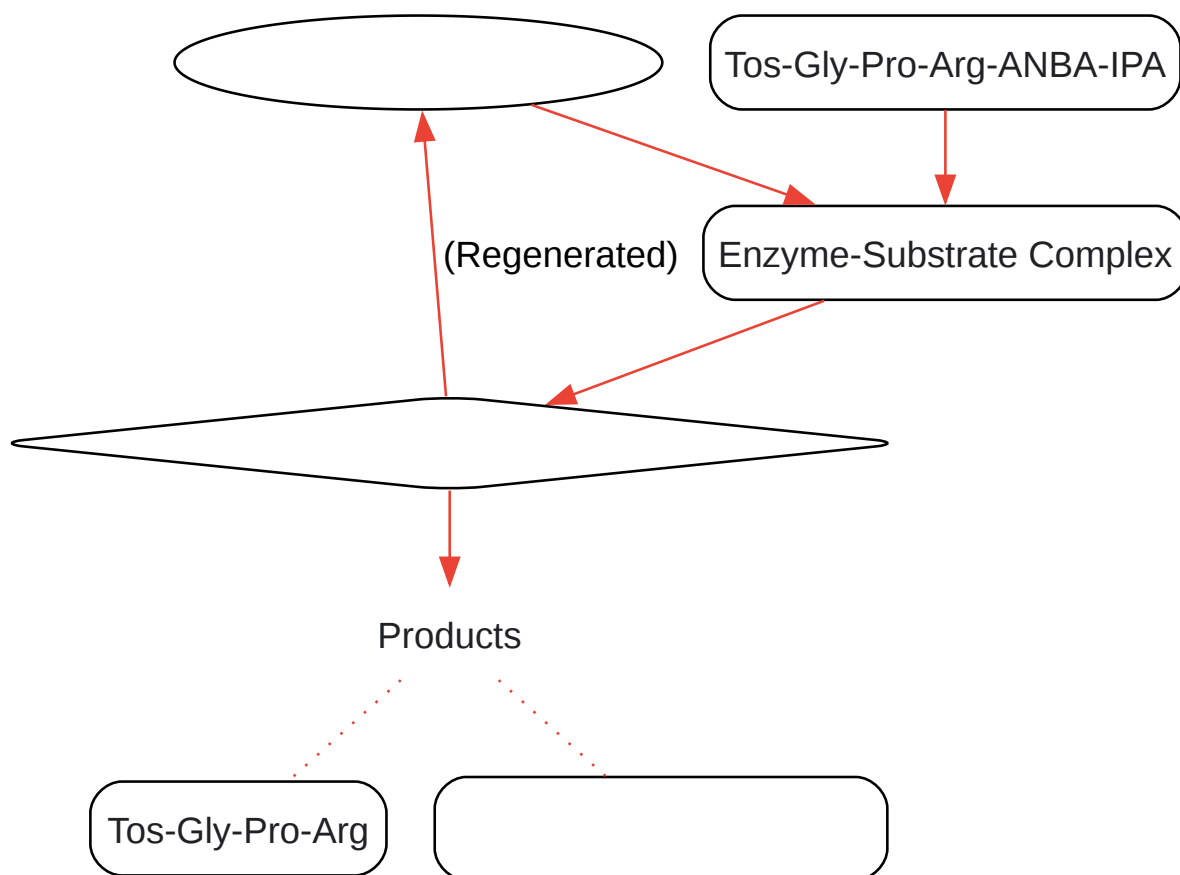 Tos-Gly-Pro-Arg-ANBA-IPA
(Regenerated)
Enzyme-Substrate Complex
Products
Tos-Gly-Pro-Arg